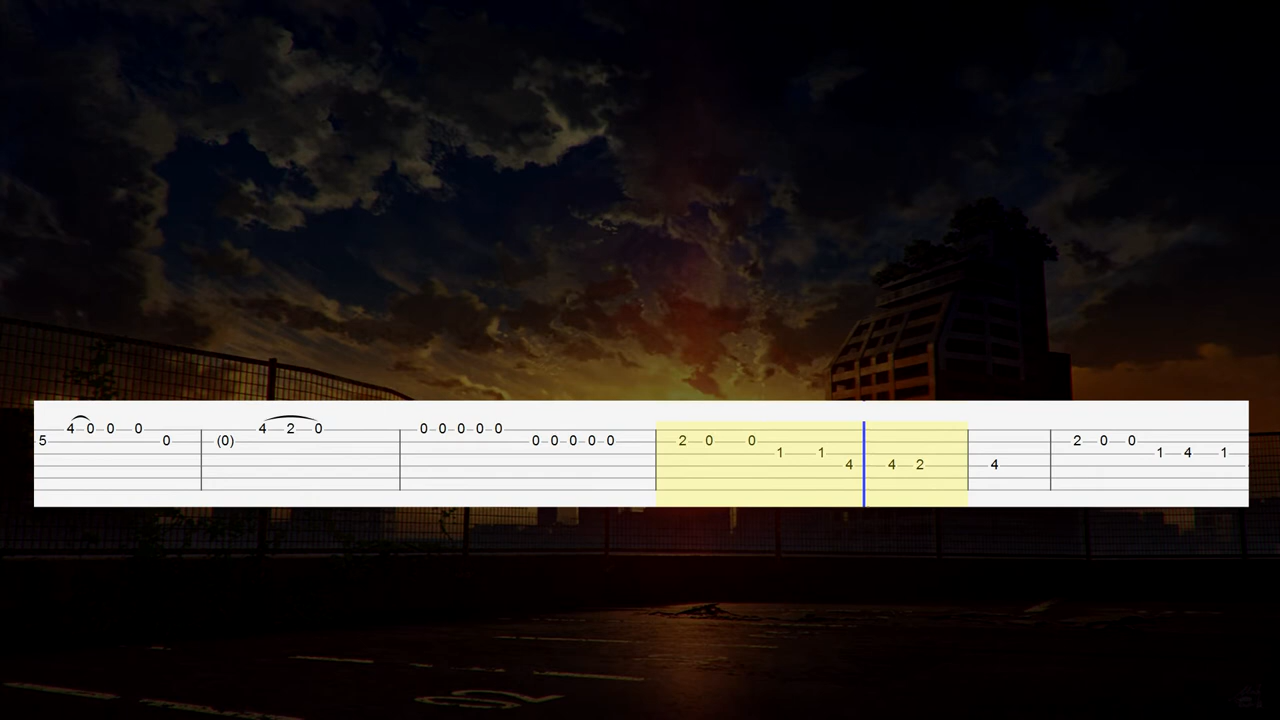 4 0 0 0 4 2 0 0 0 0 0 0
5 0 (0) 0 0 0 0 0 2 0 0 2 0 0
1 1 1 4 1
4 4 2 4